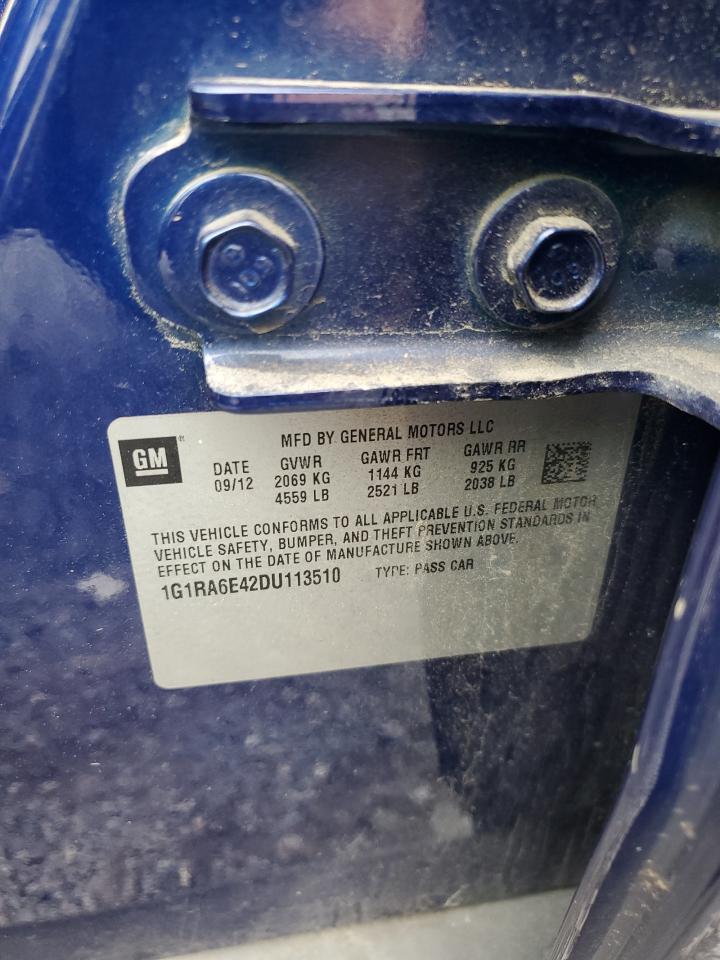 GM ®
MFD BY GENERAL MOTORS LLC
DATE GVWR GAWR FRT GAWR RR
09/12 2069 KG 1144 KG 925 KG
4559 LB 2521 LB 2038 LB
THIS VEHICLE CONFORMS TO ALL APPLICABLE U.S. FEDERAL MOTOR
VEHICLE SAFETY, BUMPER, AND THEFT PREVENTION STANDARDS IN
EFFECT ON THE DATE OF MANUFACTURE SHOWN ABOVE.
1G1RA6E42DU113510 TYPE: PASS CAR